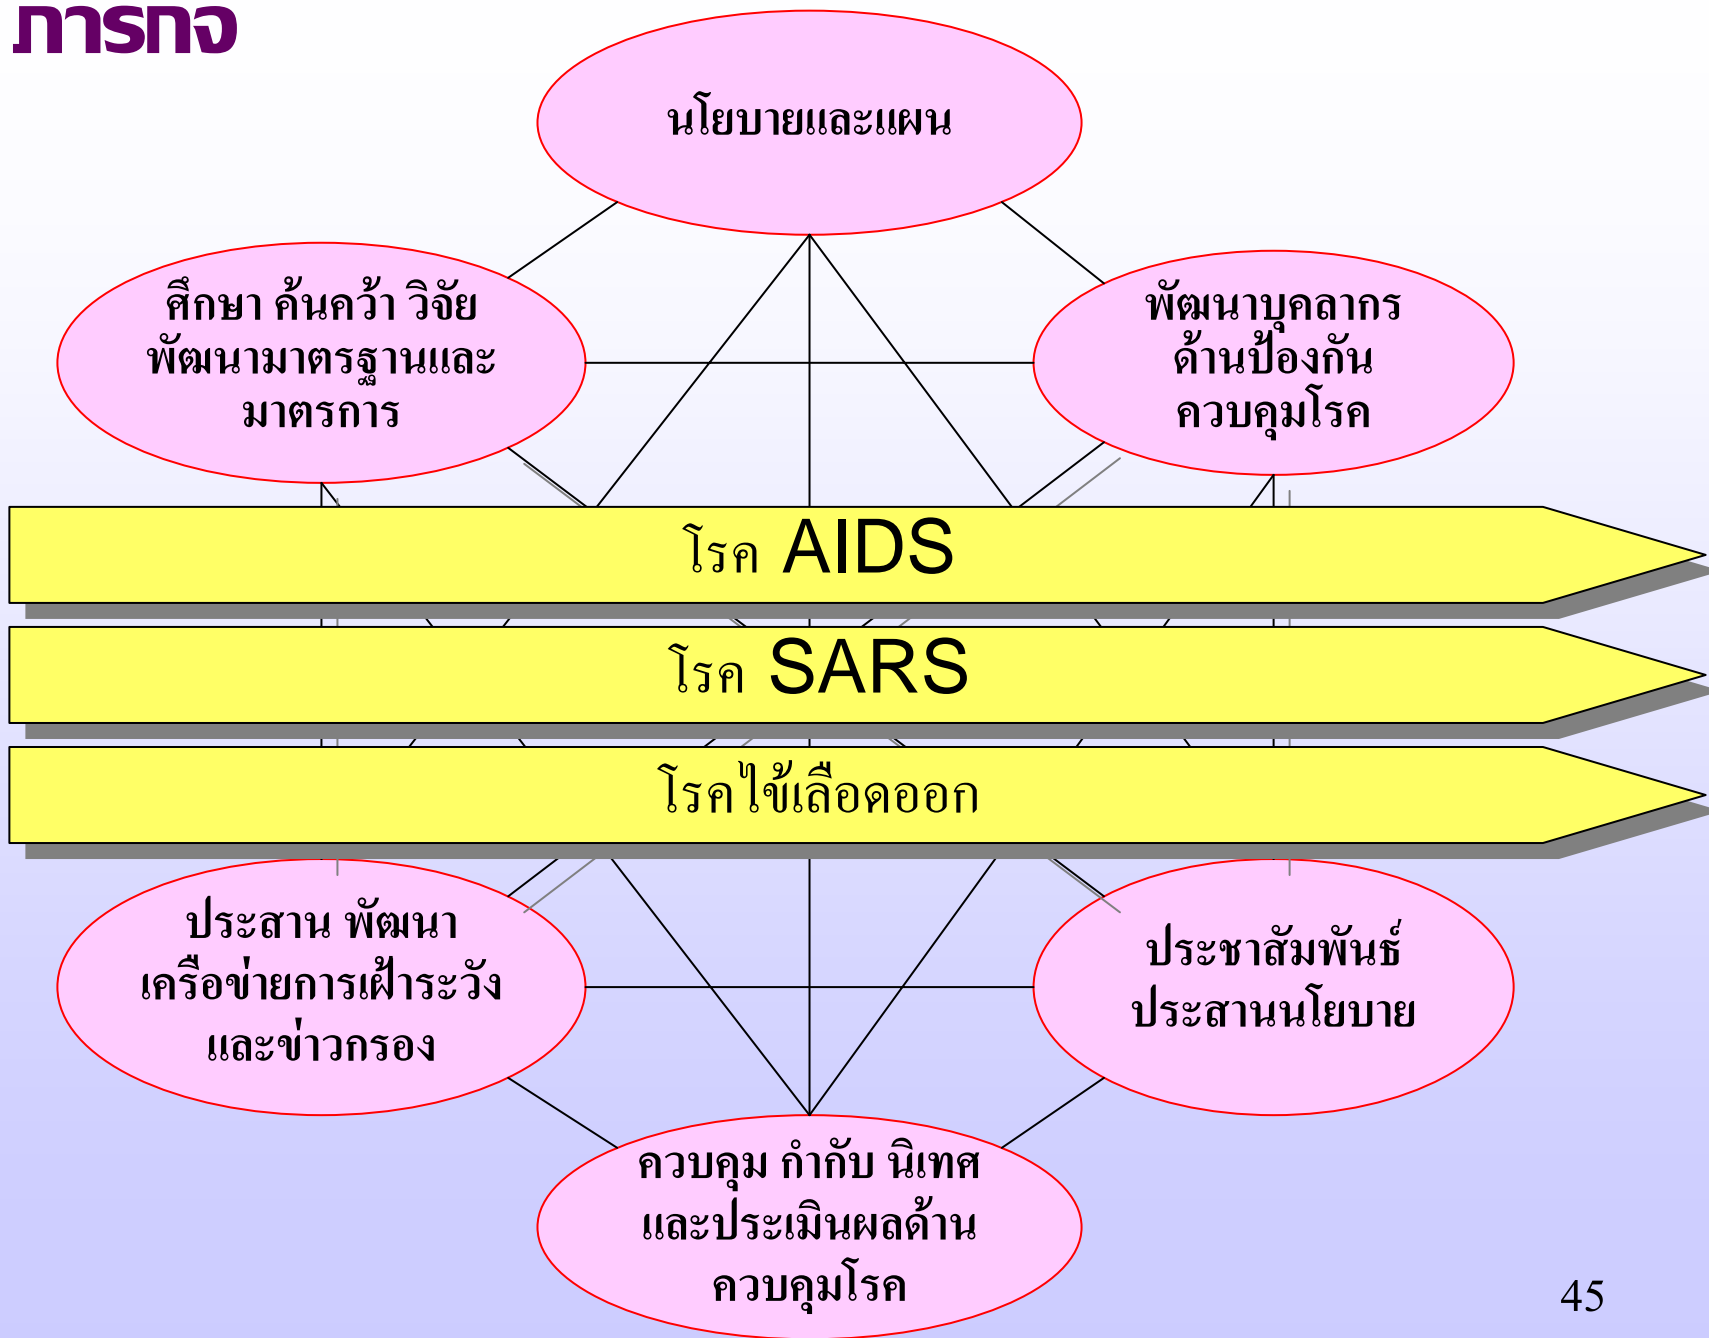 ภารกิจ
นโยบายและแผน
ศึกษา ค้นคว้า วิจัย
พัฒนามาตรฐานและ
มาตรการ
พัฒนาบุคลากร
ด้านป้องกัน
ควบคุมโรค
โรค AIDS
โรค SARS
โรคไข้เลือดออก
ประสาน พัฒนา
เครือข่ายการเฝ้าระวัง
และข่าวกรอง
ประชาสัมพันธ์
ประสานนโยบาย
ควบคุม กำกับ นิเทศ
และประเมินผลด้าน
ควบคุมโรค
45